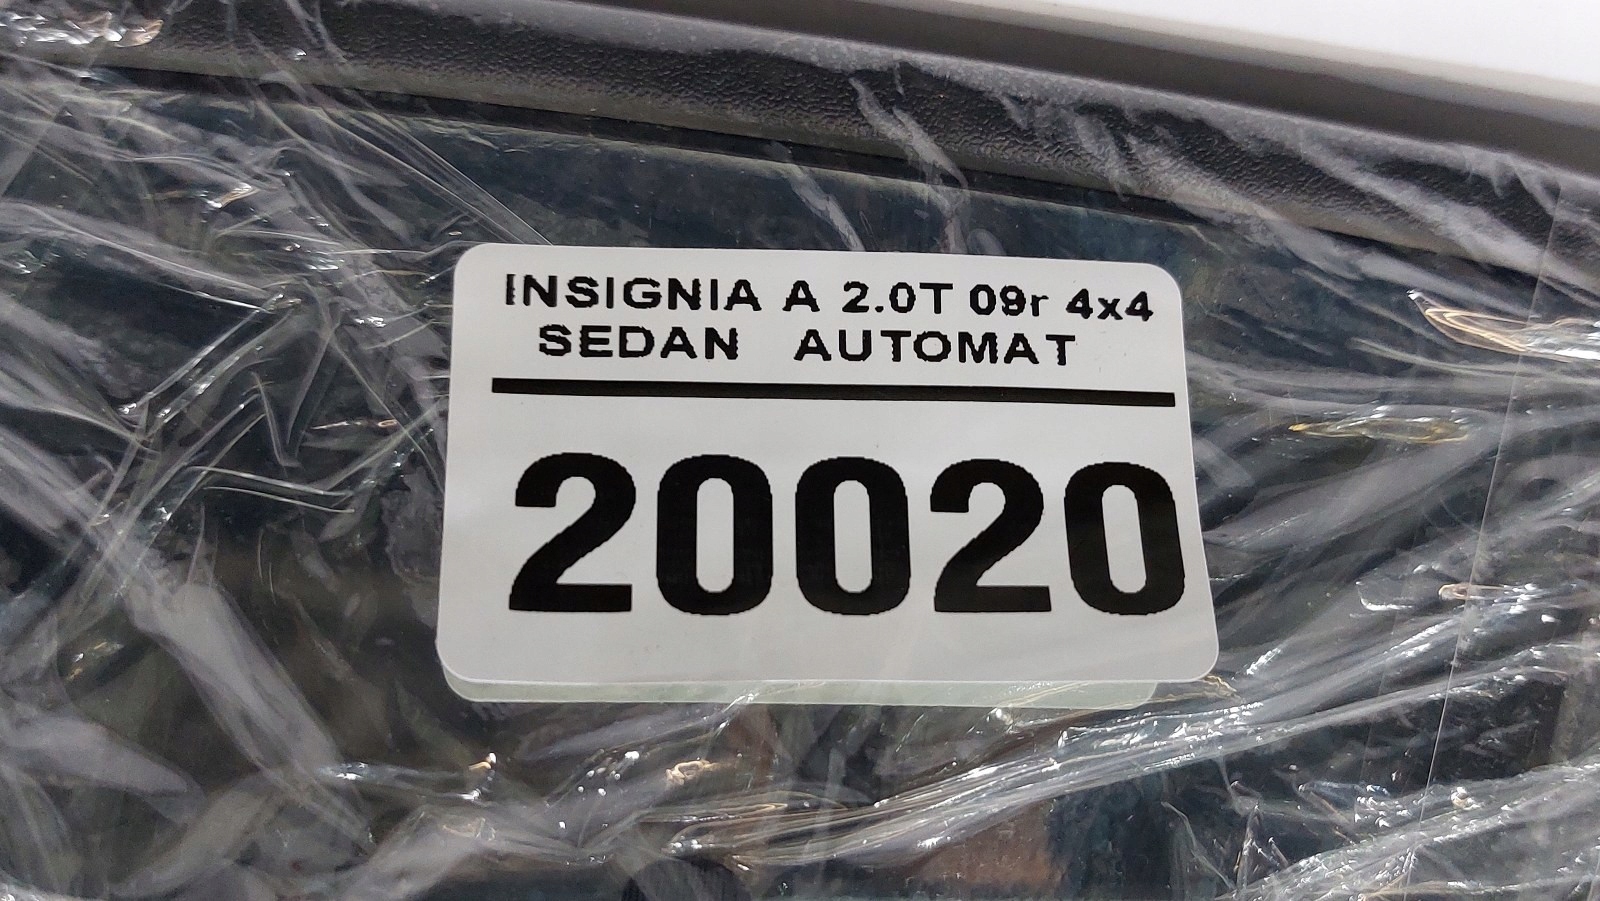 INSIGNIA A 2.0T 09r 4x4
SEDAN AUTOMAT
20020